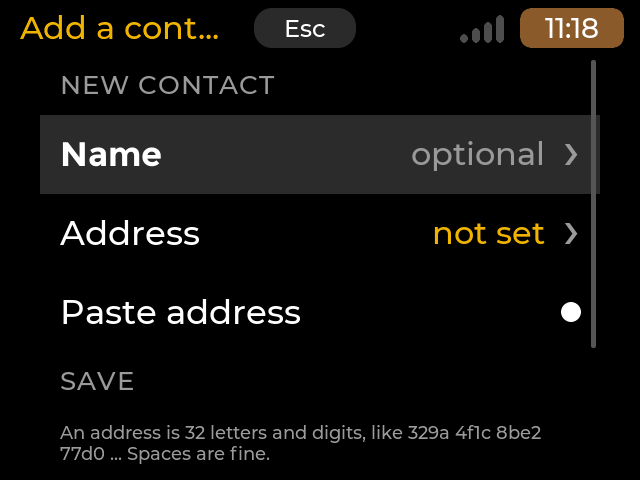 Add a cont...
Esc
11:18
NEW CONTACT
Name
optional
Address
not set
Paste address
SAVE
An address is 32 letters and digits, like 329a 4f1c 8be2
77d0 ... Spaces are fine.